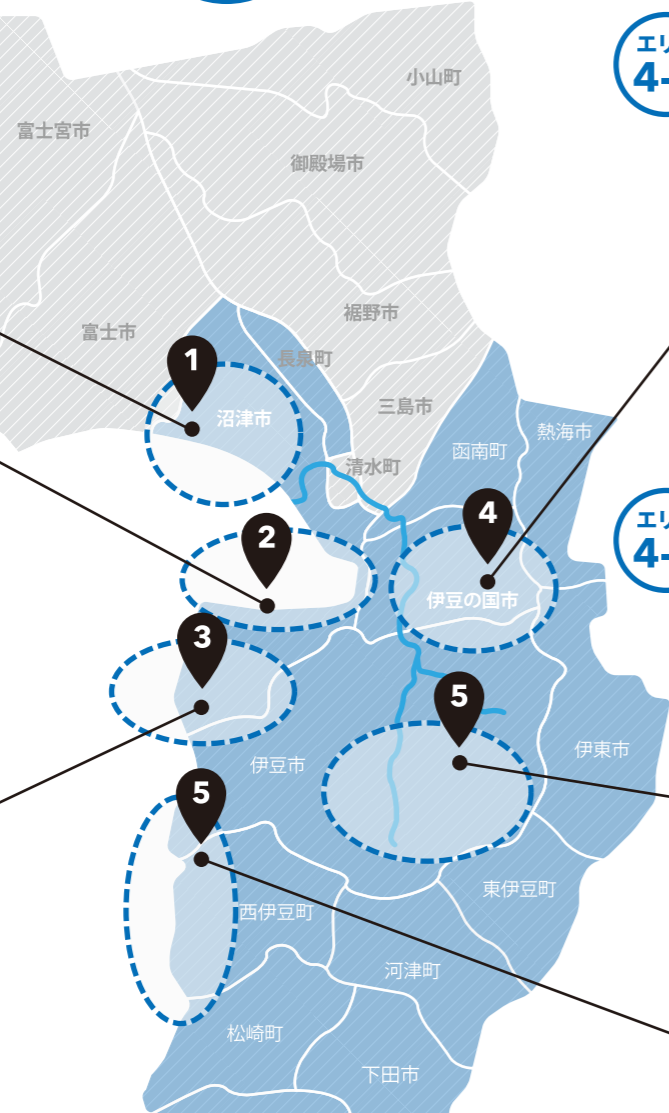 小山町
エリ
4-
富士宮市
御殿場市
裾野市
富士市
1
長泉町
三島市
沼津市
熱海市
函南町
清水町
4
エリ
4-
2
伊豆の国市
3
5
伊東市
伊豆市
5
東伊豆町
西伊豆町
河津町
松崎町
下田市